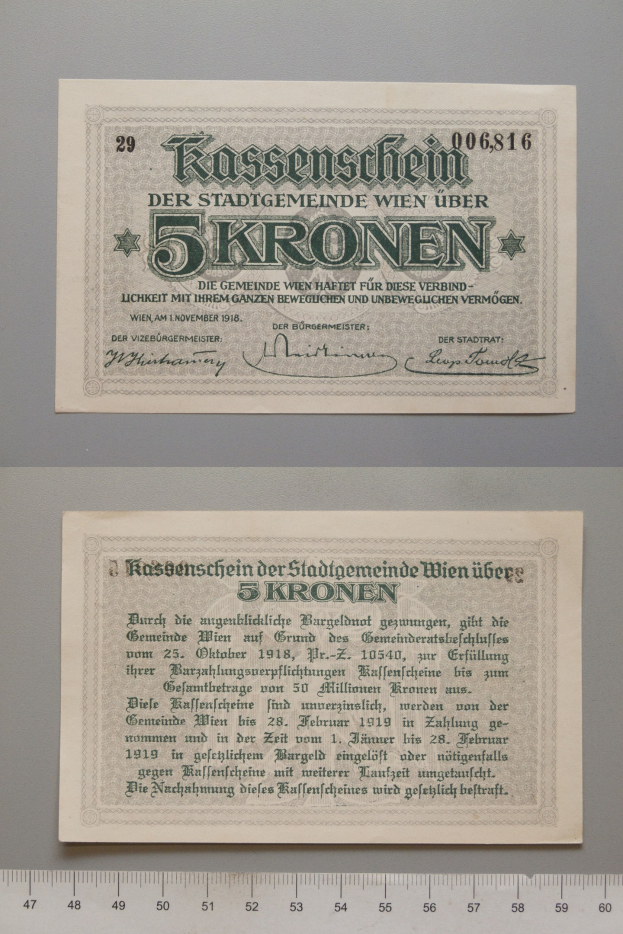 29
006,816
Kassenschein
DER STADTGEMEINDE WIEN ÜBER
5 KRONEN
DIE GEMEINDE WIEN HAFTET FÜR DIESE VERBIND-
LICHKEIT MIT IHREM GANZEN BEWEGLICHEN UND UNBEWEGLICHEN VERMÖGEN.
WIEN, AM 1. NOVEMBER 1918.
DER VIZEBÜRGERMEISTER:
DER BÜRGERMEISTER:
DER STADTRAT:
Kassenschein der Stadtgemeinde Wien über
5 KRONEN
Durch die augenblickliche Bargeldnot gezwungen, gibt die
Gemeinde Wien auf Grund des Gemeinderatsbeschlusses
vom 25. Oktober 1918, Pr.-Z. 10540, zur Erfüllung
ihrer Barzahlungsverpflichtungen Kassenscheine bis zum
Gesamtbetrage von 50 Millionen Kronen aus.
Diese Kassenscheine sind unverzinslich, werden von der
Gemeinde Wien bis 28. Februar 1919 in Zahlung ge-
nommen und in der Zeit vom 1. Jänner bis 28. Februar
1919 in gesetzlichem Bargeld eingelöst oder nötigenfalls
gegen Kassenscheine mit weiterer Laufzeit umgetauscht.
Die Nachahmung dieses Kassenscheines wird gesetzlich bestraft.
47 48 49 50 51 52 53 54 55 56 57 58 59 60